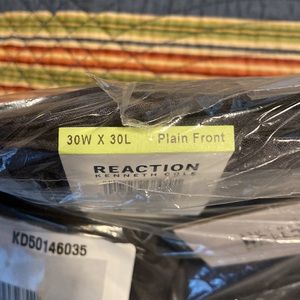 30W X 30L Plain Front
REACTION
KENNETH COLE
KD50146035